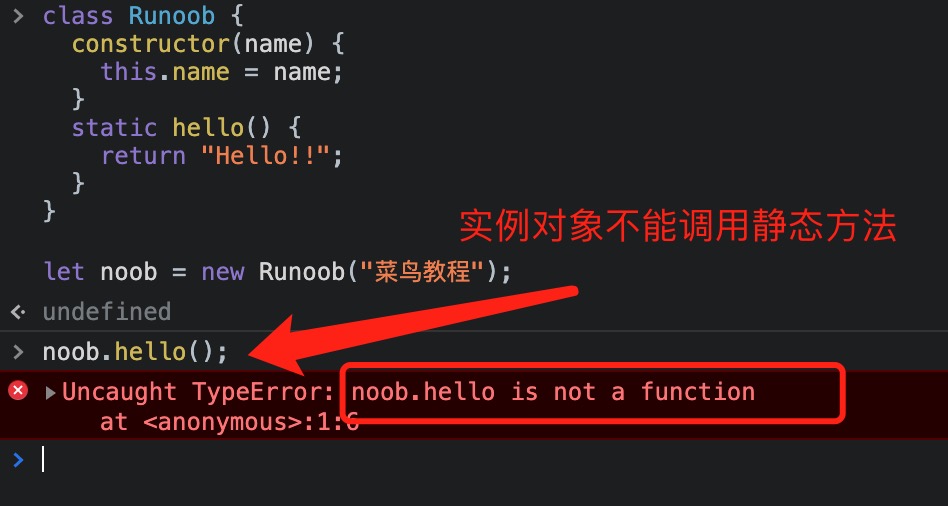 > class Runoob {
constructor(name) {
this.name = name;
}
static hello() {
return "Hello!!";
}
}
实例对象不能调用静态方法
let noob = new Runoob("菜鸟教程");
undefined
> noob.hello();
Uncaught TypeError: noob.hello is not a function
at <anonymous>:1:6
>